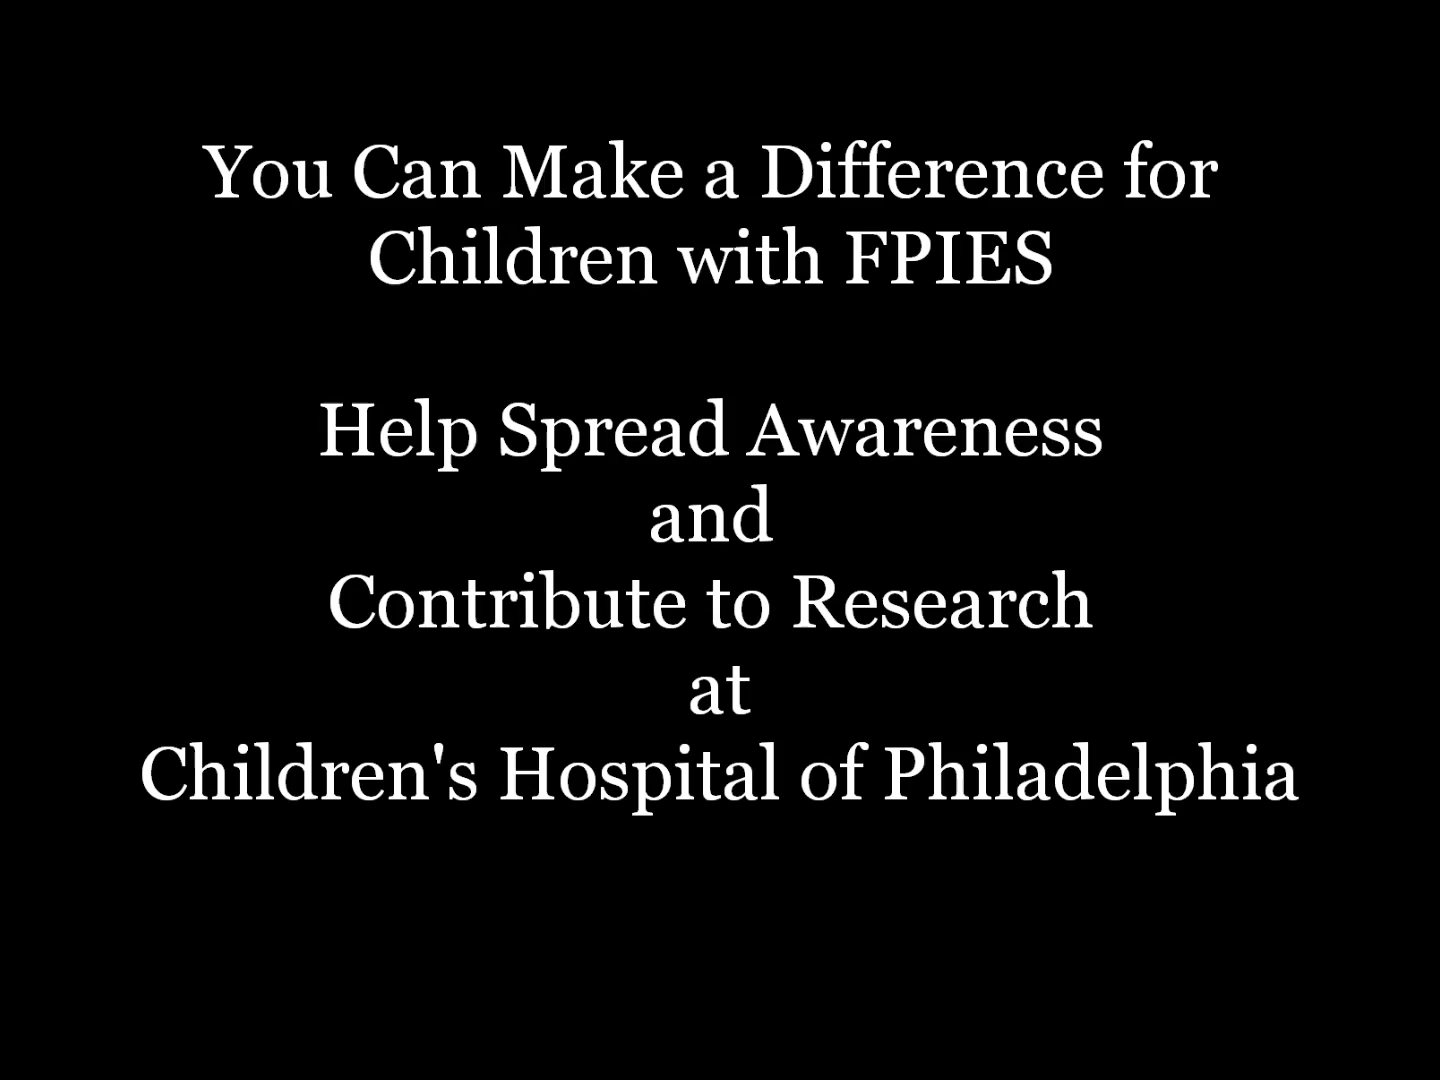 You Can Make a Difference for
Children with FPIES
Help Spread Awareness
and
Contribute to Research
at
Children's Hospital of Philadelphia